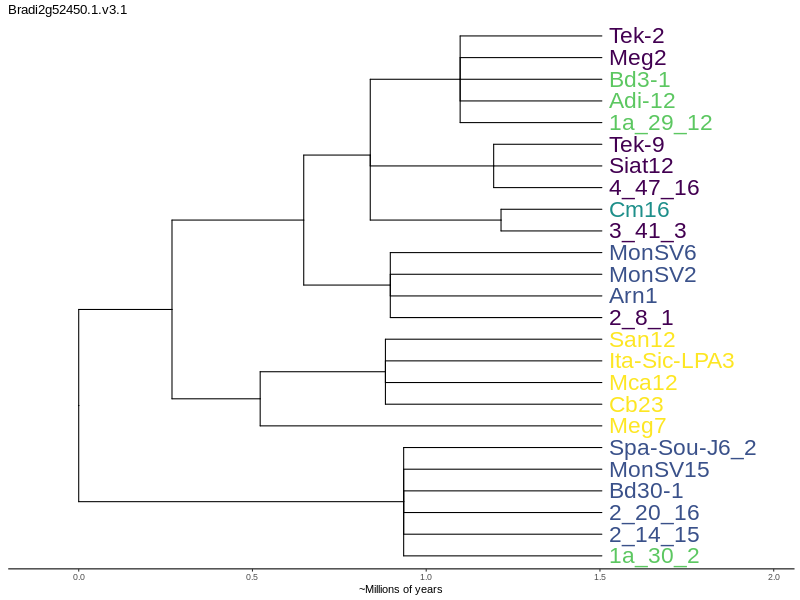 Bradi2g52450.1.v3.1
Tek-2
Meg2
Bd3-1
Adi-12
1a_29_12
Tek-9
Siat12
4_47_16
Cm16
3_41_3
MonSV6
MonSV2
Arn1
2_8_1
San12
Ita-Sic-LPA3
Mca12
Cb23
Meg7
Spa-Sou-J6_2
MonSV15
Bd30-1
2_20_16
2_14_15
1a_30_2
0.0 0.5 1.0 1.5 2.0
~Millions of years